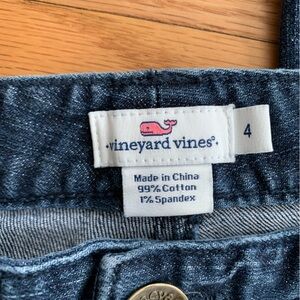 ·vineyard vines®
4
Made in China
99% Cotton
1% Spandex